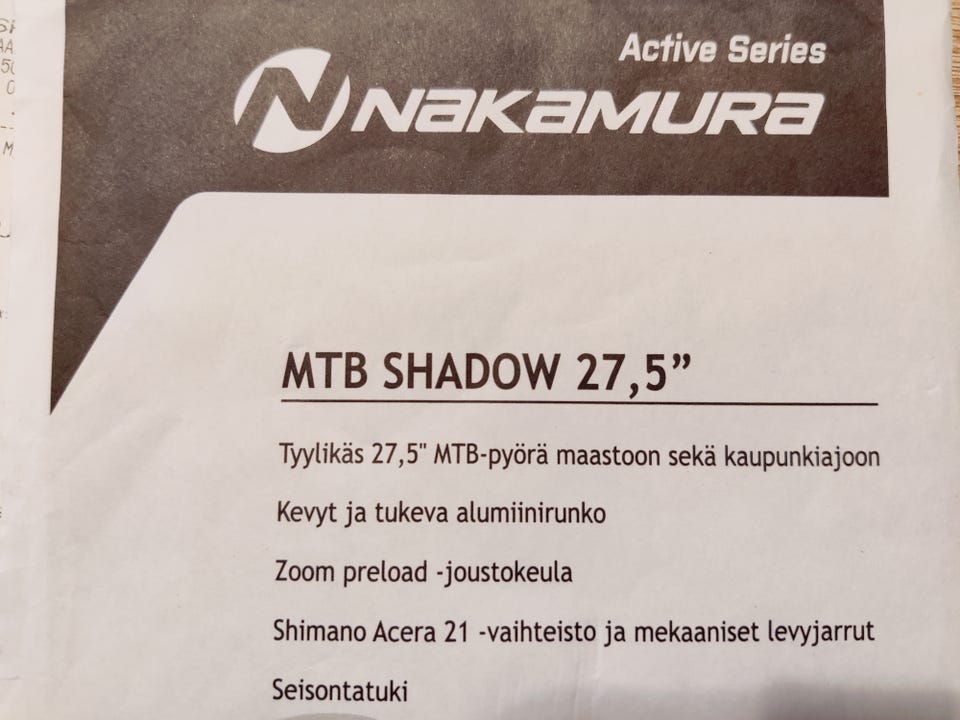 Active Series
NAKAMURA
MTB SHADOW 27,5”
Tyylikäs 27,5" MTB-pyörä maastoon sekä kaupunkiajoon
Kevyt ja tukeva alumiinirunko
Zoom preload -joustokeula
Shimano Acera 21 -vaihteisto ja mekaaniset levyjarrut
Seisontatuki